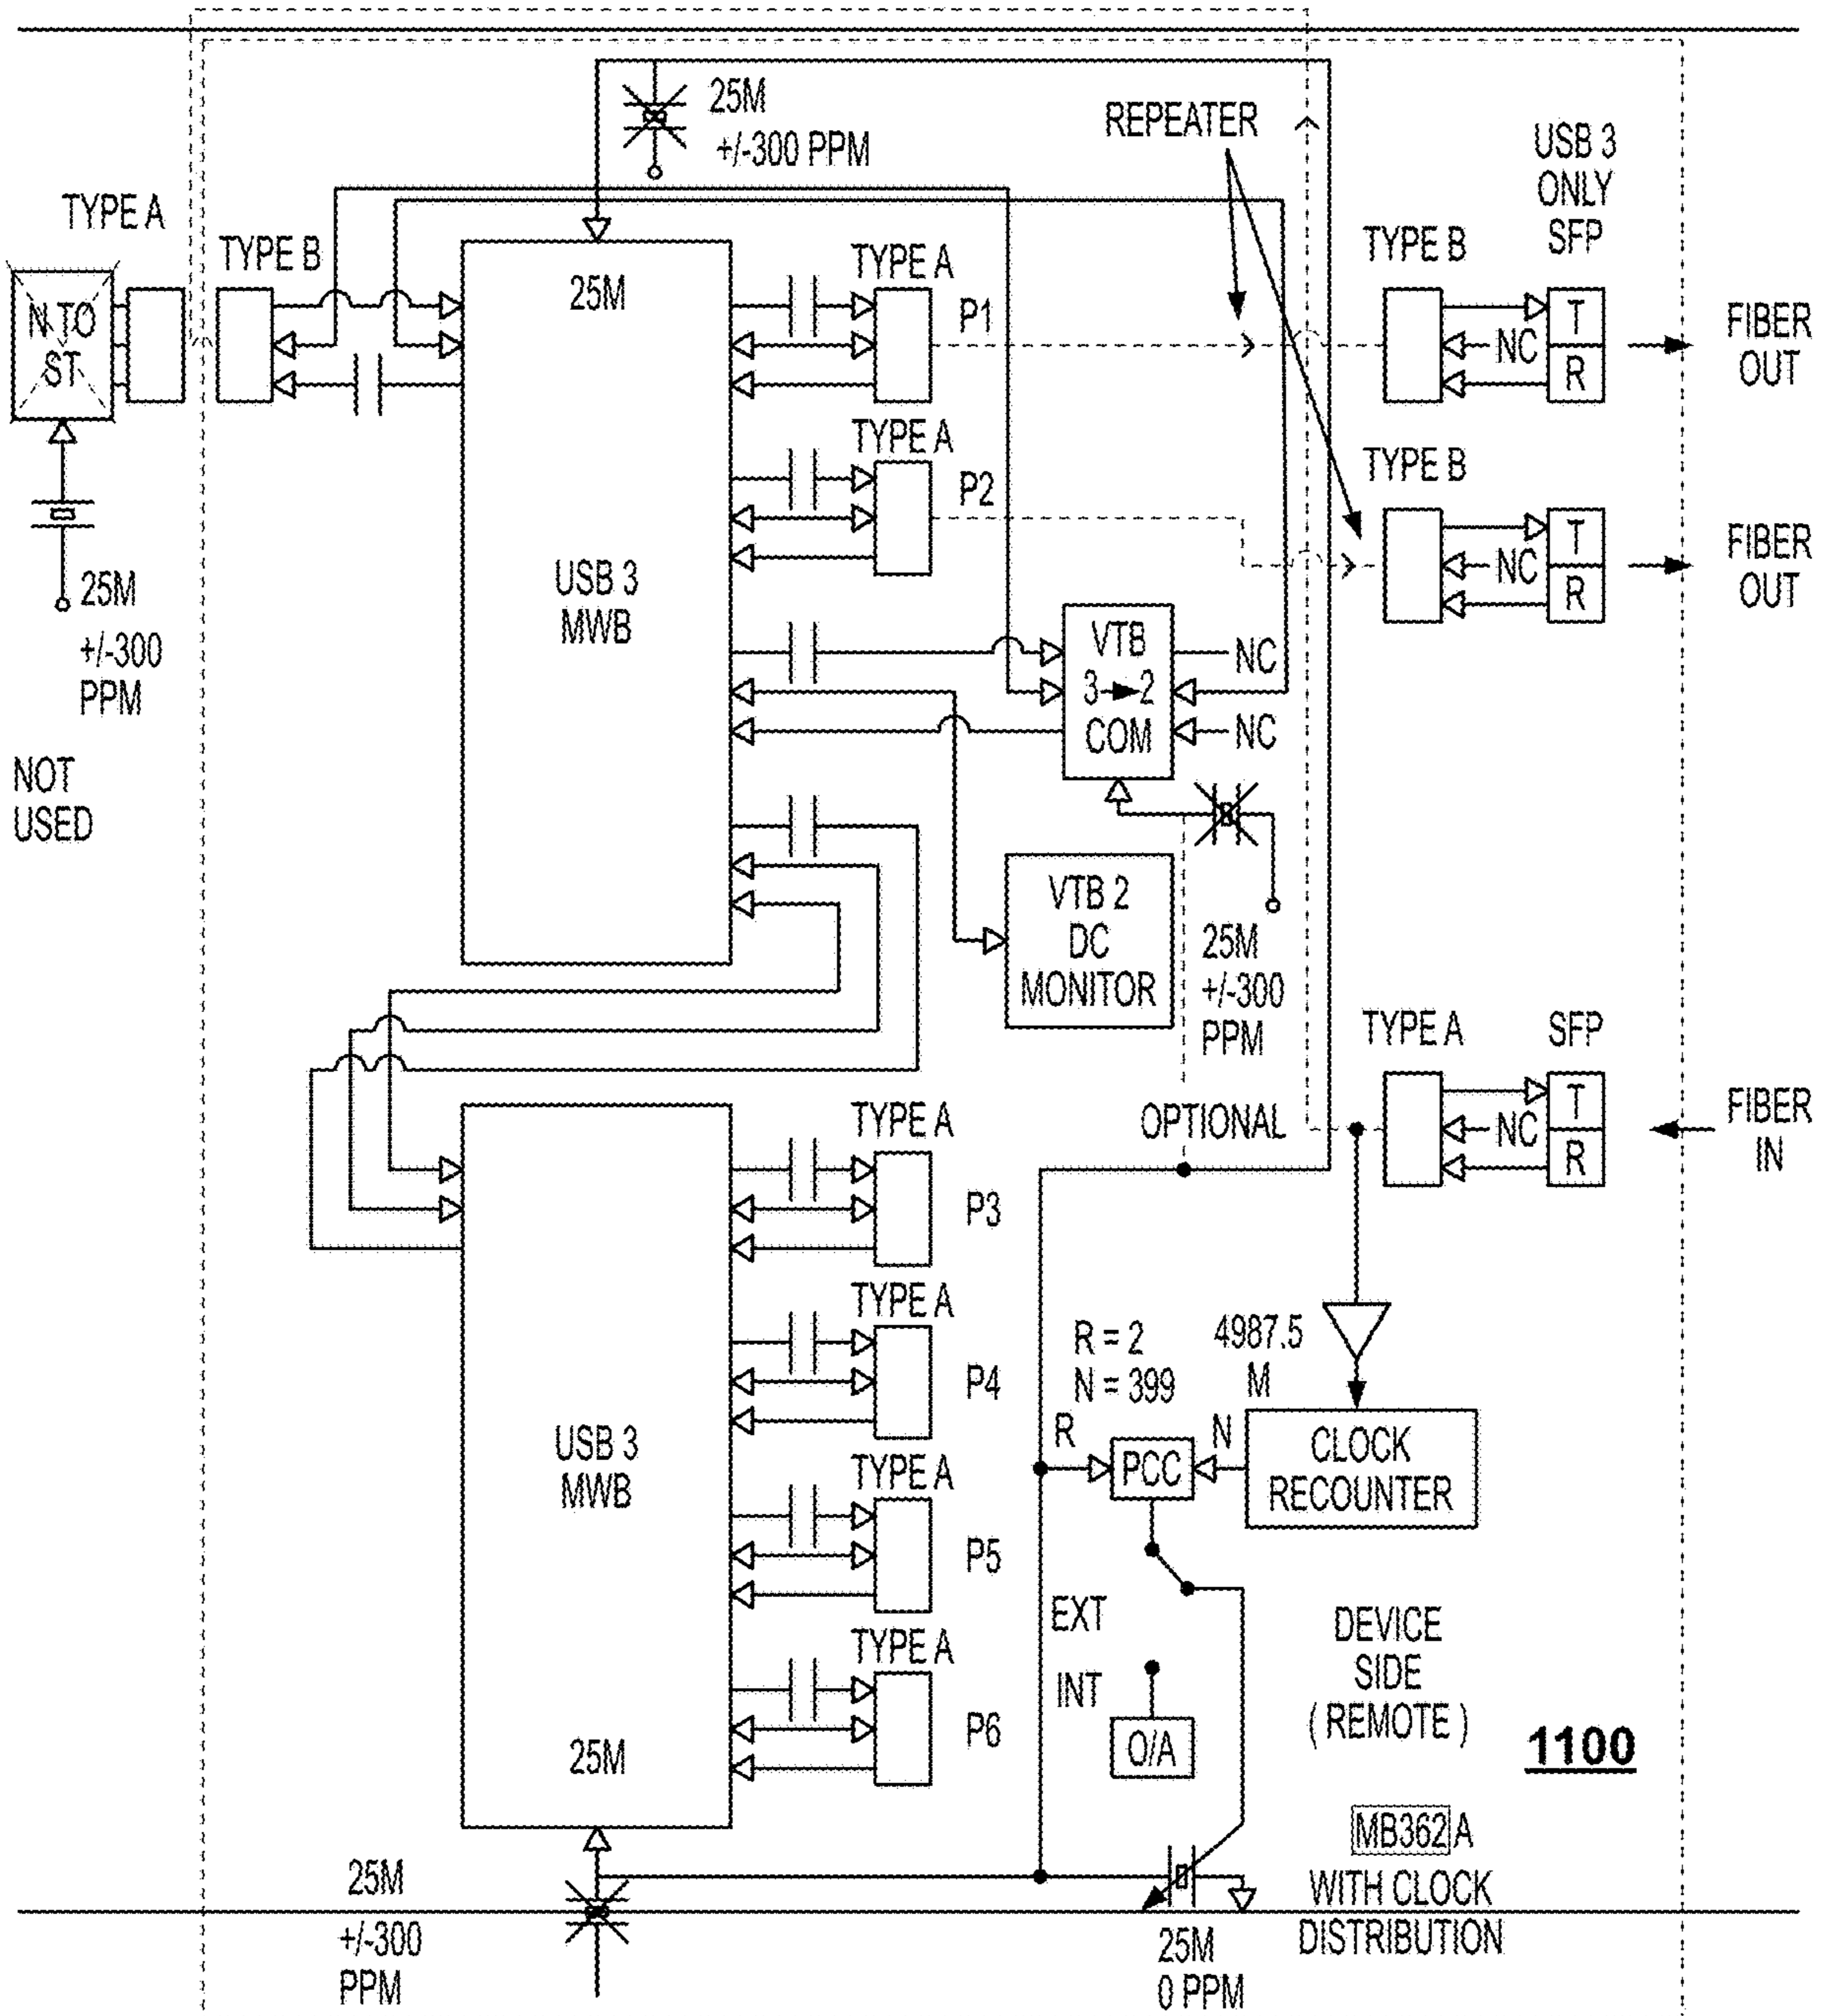 25M
+/-300 PPM
REPEATER
USB 3
ONLY
SFP
TYPE A
TYPE B
N TO
ST
25M
+/-300
PPM
NOT
USED
25M
USB 3
MWB
TYPE A
P1
TYPE A
P2
TYPE B
NC
T
R
FIBER
OUT
TYPE B
NC
T
R
FIBER
OUT
VTB
3 2
COM
NC
NC
VTB 2
DC
MONITOR
25M
+/-300
PPM
OPTIONAL
TYPE A
SFP
NC
T
R
FIBER
IN
USB 3
MWB
25M
TYPE A
P3
TYPE A
P4
TYPE A
P5
TYPE A
P6
R = 2
N = 399
4987.5
M
R
PCC
N
CLOCK
RECOUNTER
EXT
INT
O/A
DEVICE
SIDE
( REMOTE )
1100
MB362 A
WITH CLOCK
DISTRIBUTION
25M
+/-300
PPM
25M
0 PPM